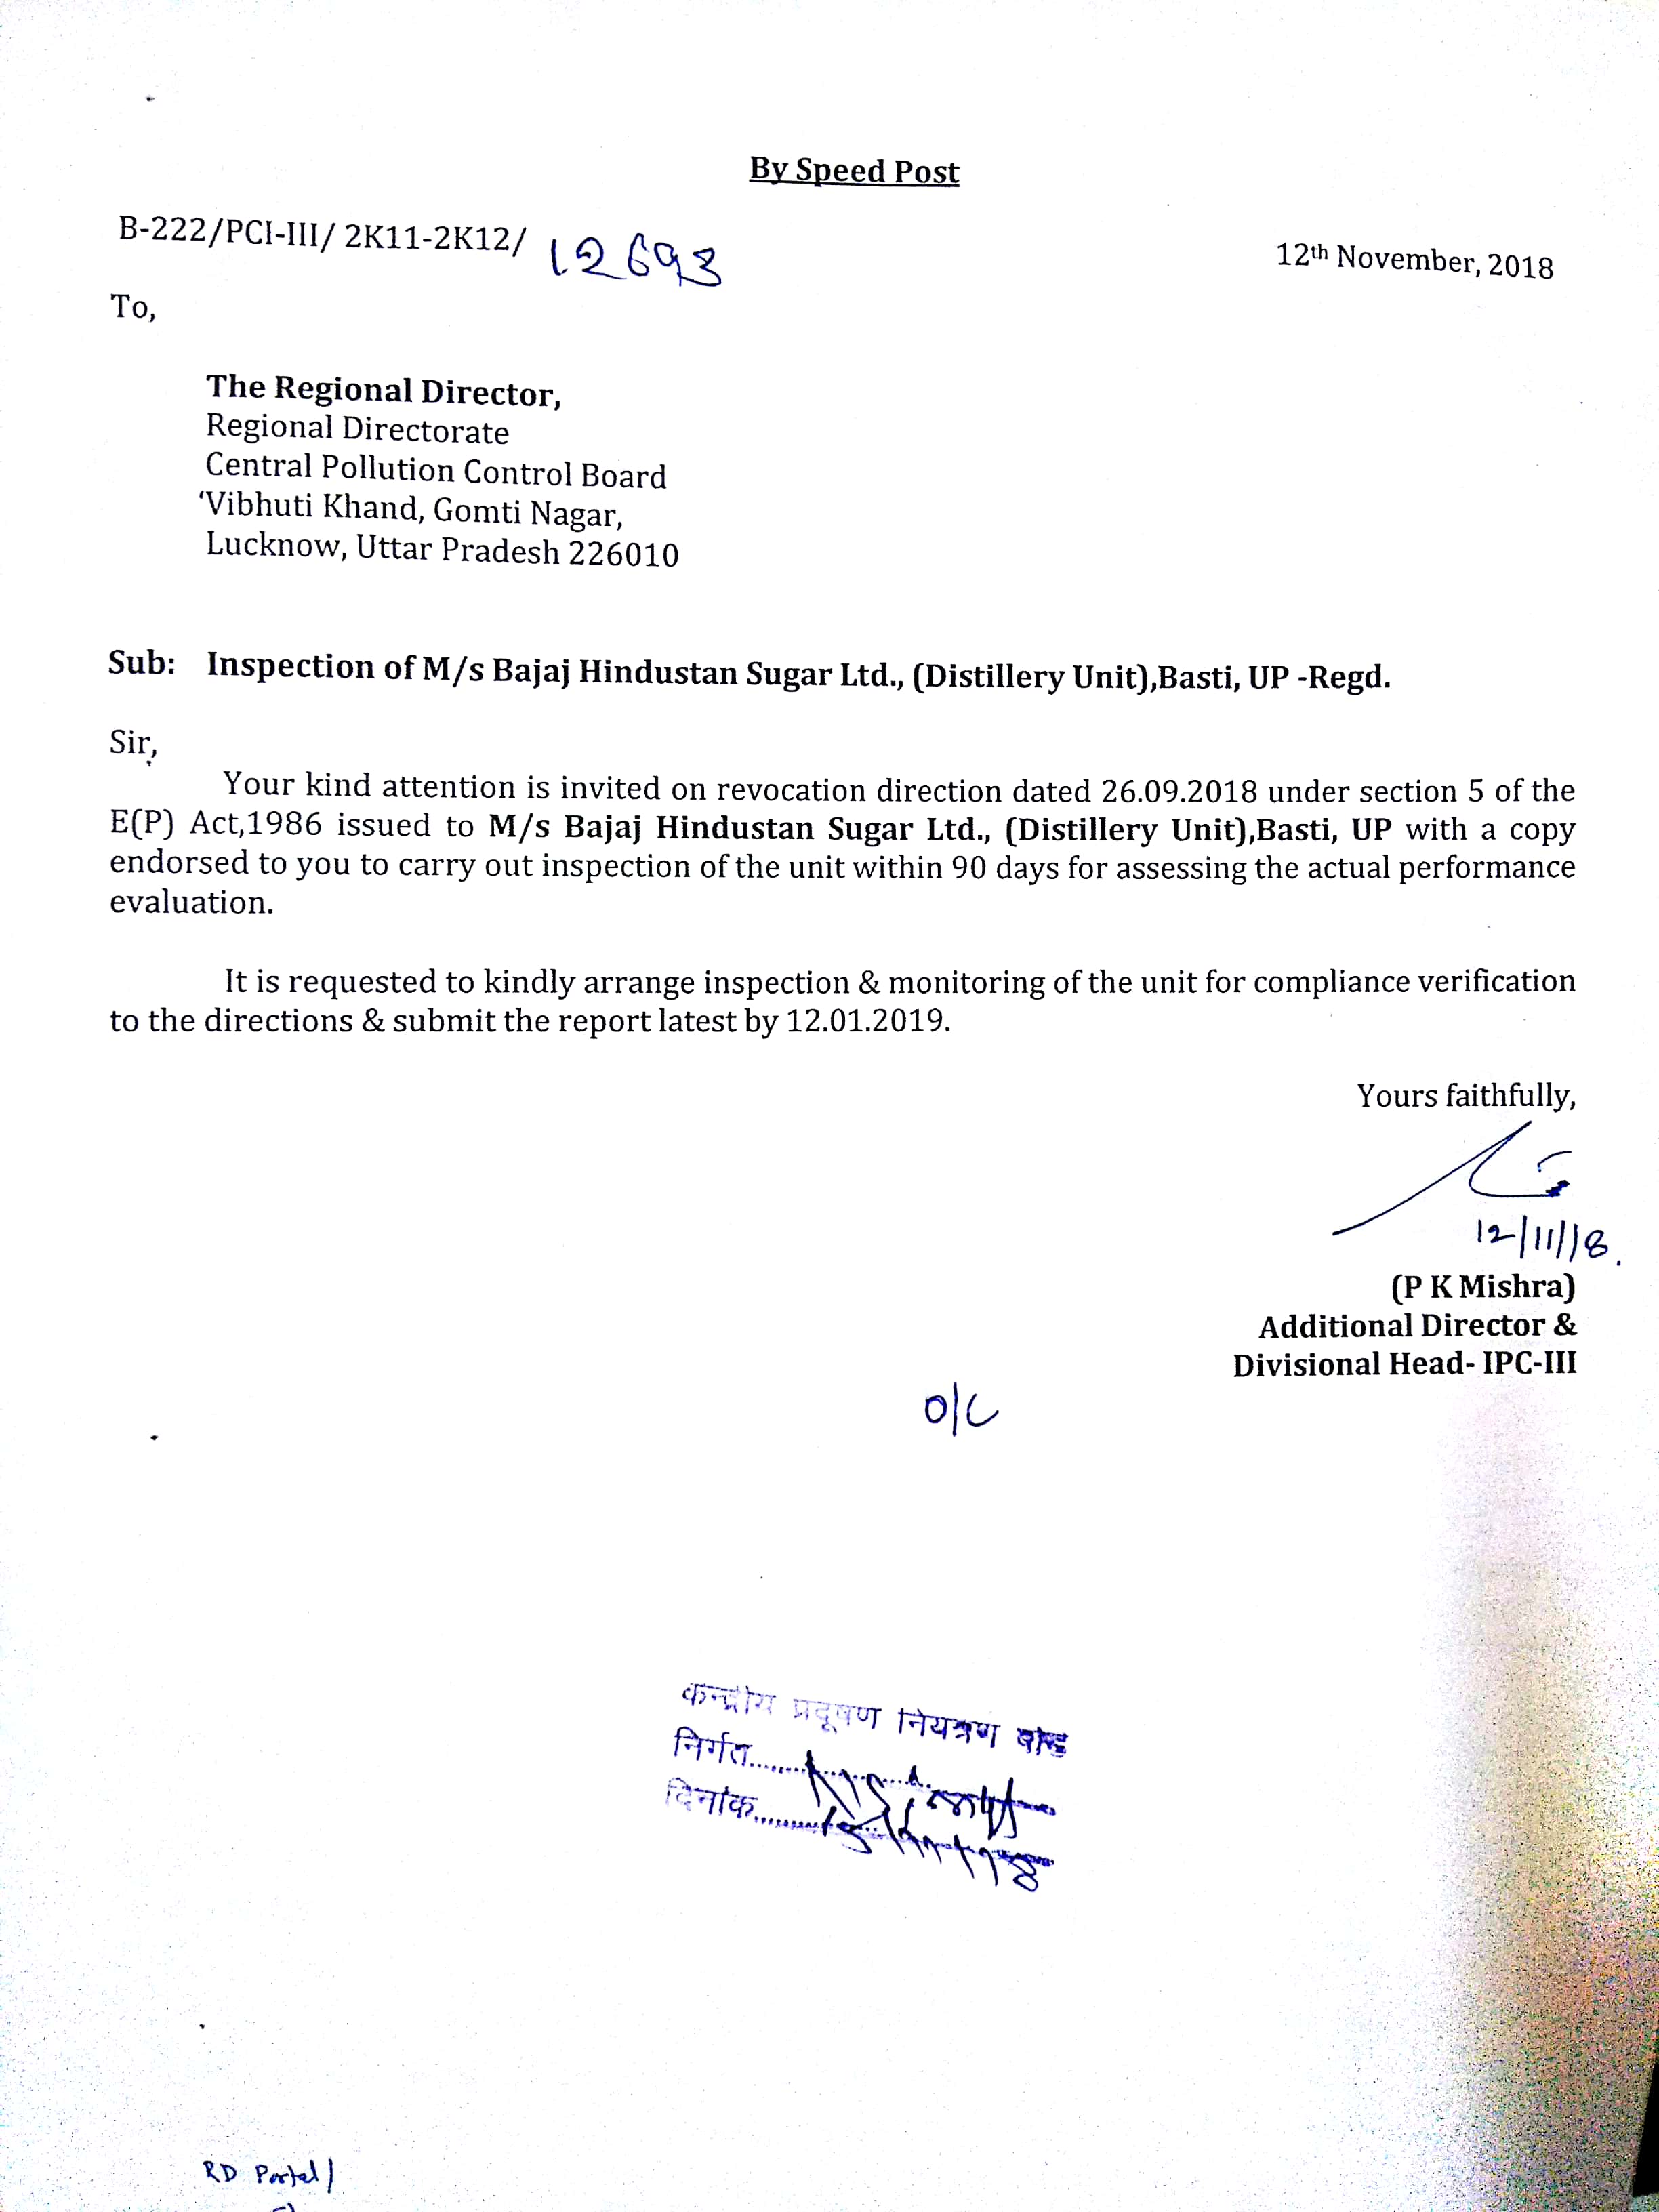 By Speed Post
B-222/PCI-III/ 2K11-2K12/ 12693
12th November, 2018
To,
The Regional Director,
Regional Directorate
Central Pollution Control Board
‘Vibhuti Khand, Gomti Nagar,
Lucknow, Uttar Pradesh 226010
Sub: Inspection of M/s Bajaj Hindustan Sugar Ltd., (Distillery Unit),Basti, UP -Regd.
Sir,
Your kind attention is invited on revocation direction dated 26.09.2018 under section 5 of the
E(P) Act,1986 issued to M/s Bajaj Hindustan Sugar Ltd., (Distillery Unit),Basti, UP with a copy
endorsed to you to carry out inspection of the unit within 90 days for assessing the actual performance
evaluation.
It is requested to kindly arrange inspection & monitoring of the unit for compliance verification
to the directions & submit the report latest by 12.01.2019.
Yours faithfully,
12/11/18.
(P K Mishra)
Additional Director &
Divisional Head- IPC-III
O/C
केन्द्रीय प्रदूषण नियंत्रण बोर्ड
निर्गत..........
दिनांक..........
RD Portal/